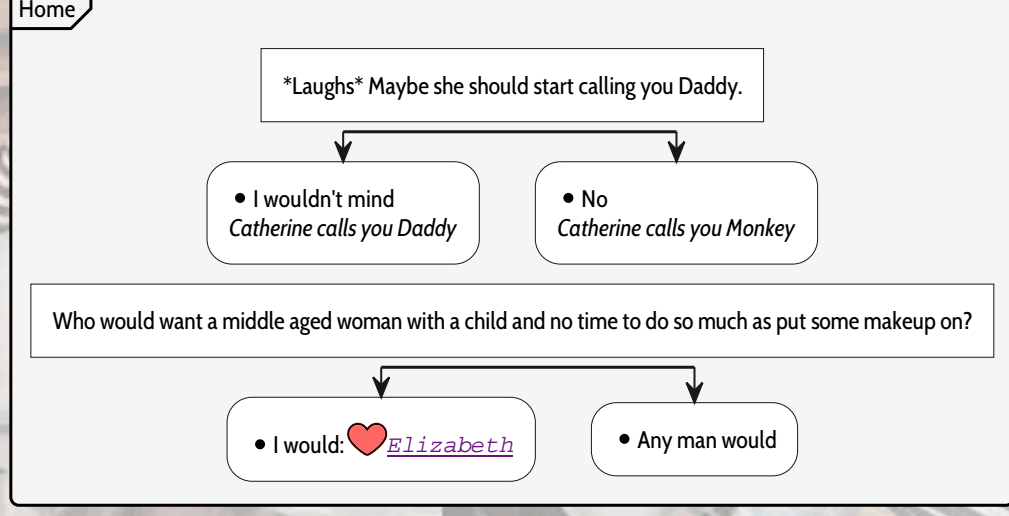 Home
*Laughs* Maybe she should start calling you Daddy.
• I wouldn't mind
Catherine calls you Daddy
• No
Catherine calls you Monkey
Who would want a middle aged woman with a child and no time to do so much as put some makeup on?
• I would: ❤Elizabeth
• Any man would